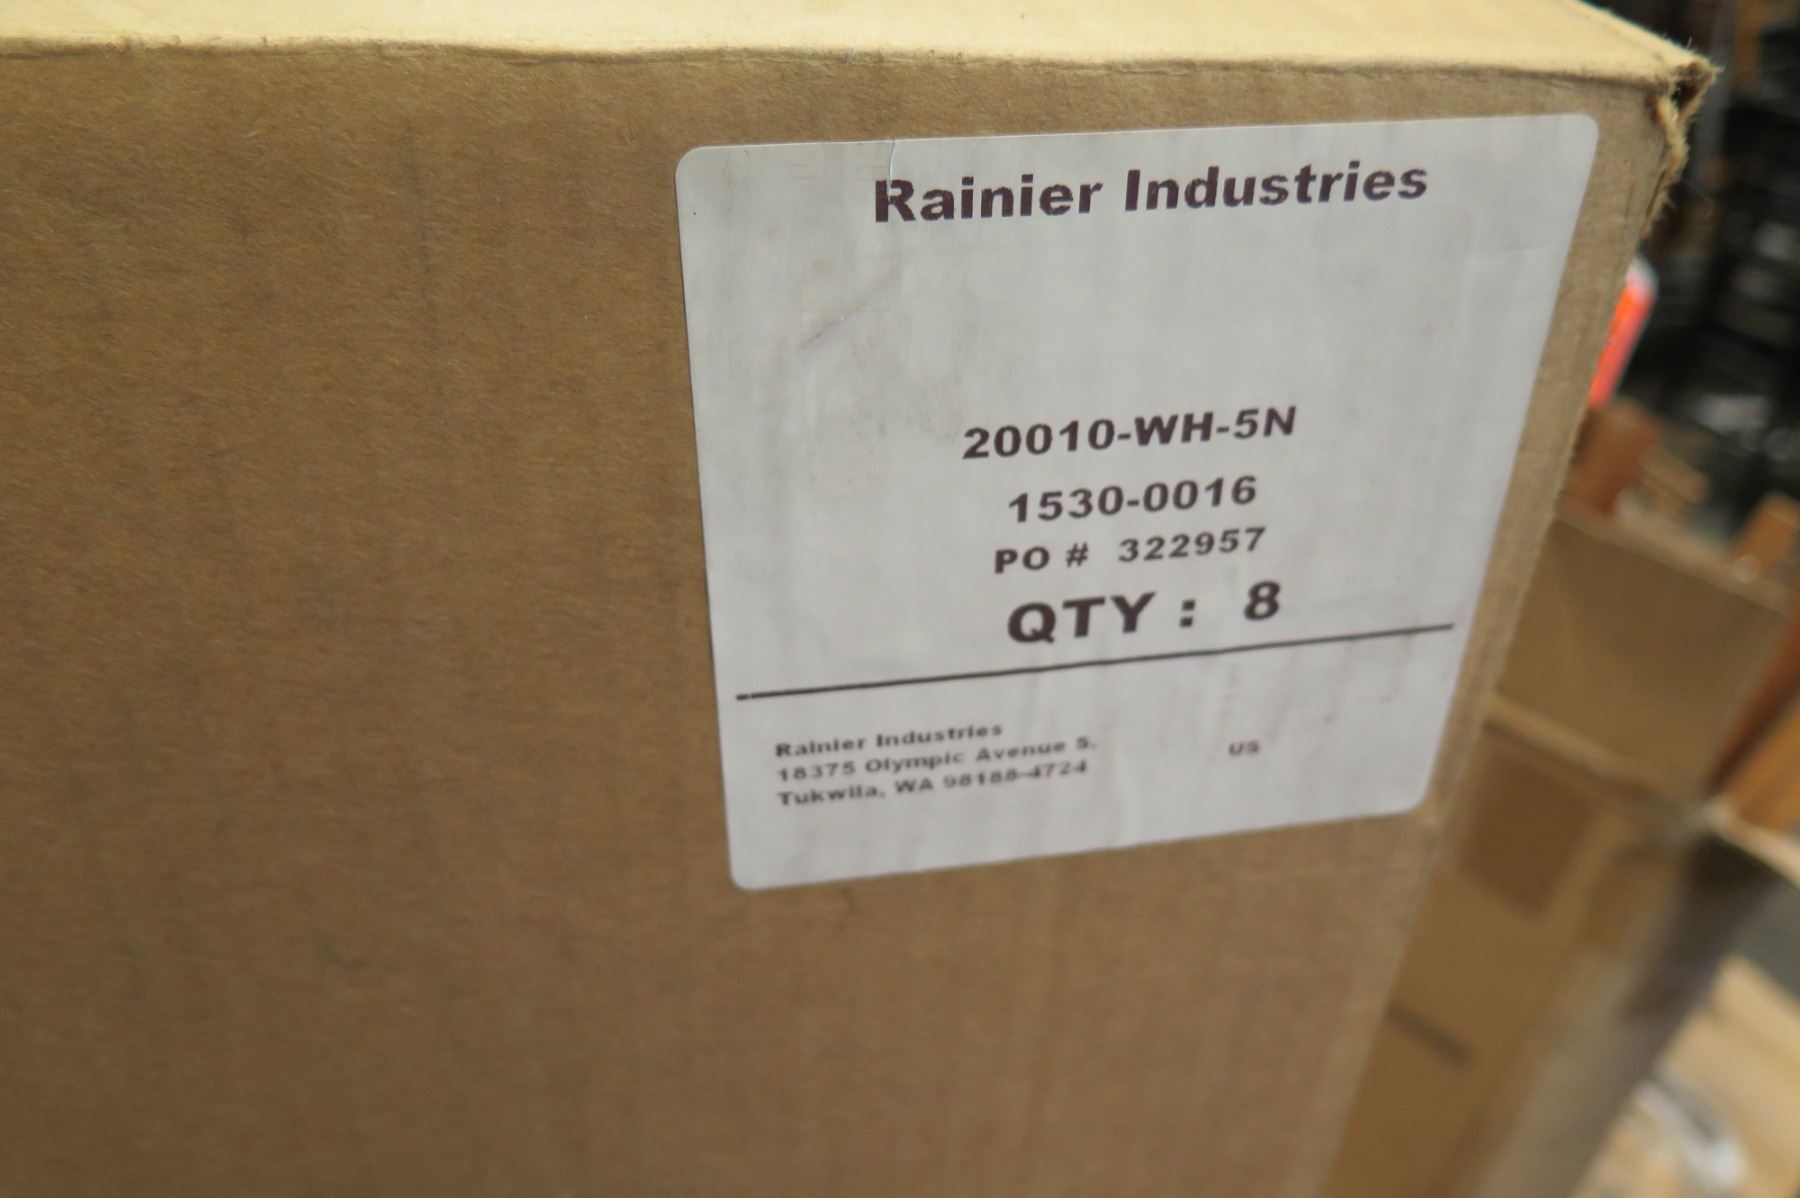 Rainier Industries
20010-WH-5N
1530-0016
PO # 322957
QTY : 8
Rainier Industries
18375 Olympic Avenue S.
Tukwila, WA 98188-4724
US